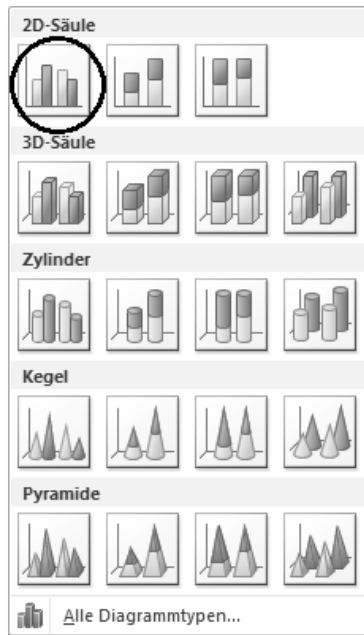 2D-Säule
3D-Säule
Zylinder
Kegel
Pyramide
Alle Diagrammtypen...